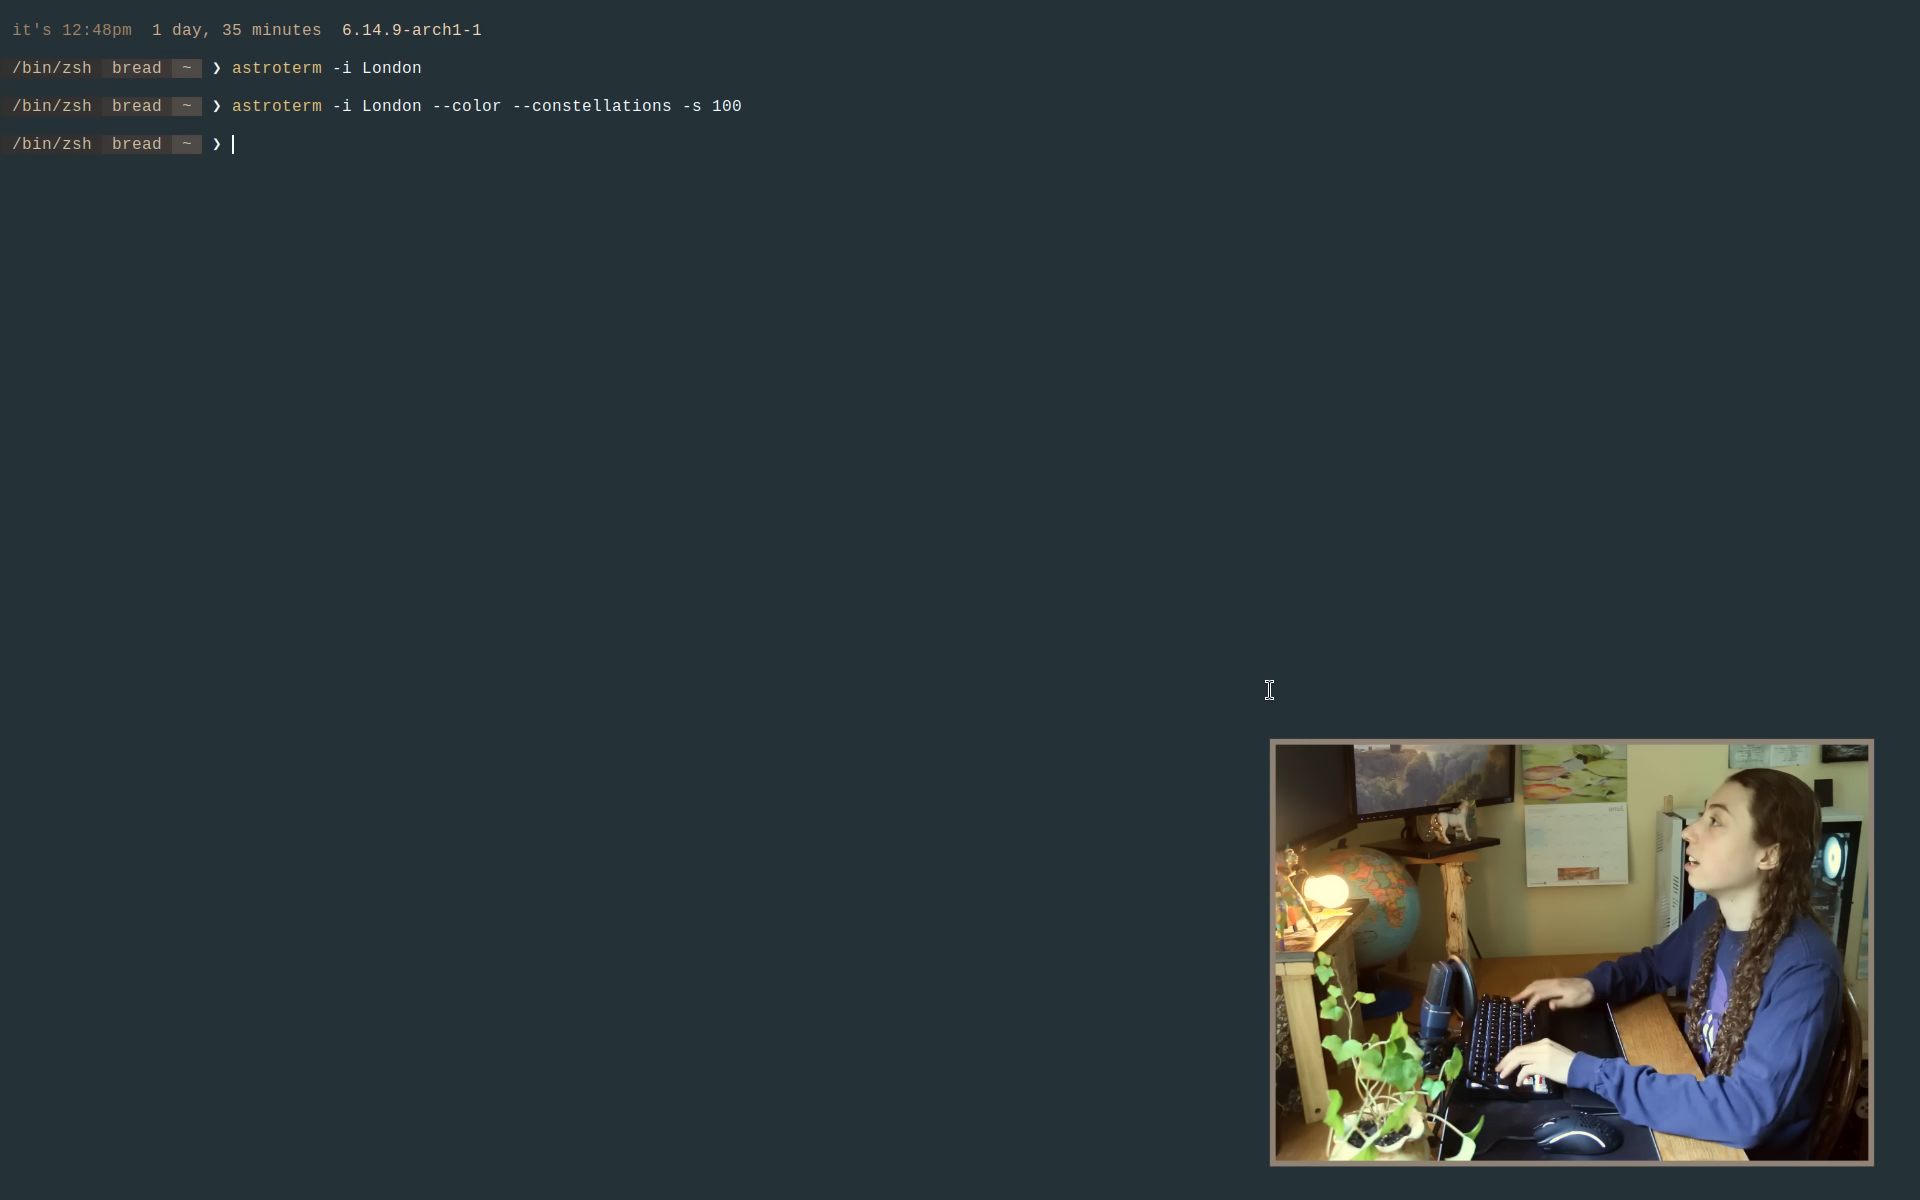 it's 12:48pm 1 day, 35 minutes 6.14.9-arch1-1
/bin/zsh bread ~ ❯ astroterm -i London
/bin/zsh bread ~ ❯ astroterm -i London --color --constellations -s 100
/bin/zsh bread ~ ❯